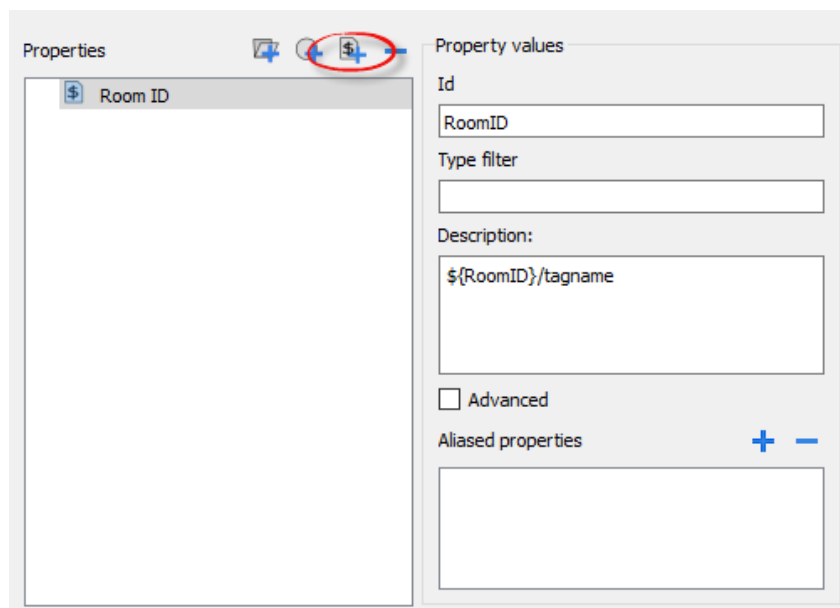 Properties
Room ID
Property values
Id
RoomID
Type filter
Description:
${RoomID}/tagname
Advanced
Aliased properties